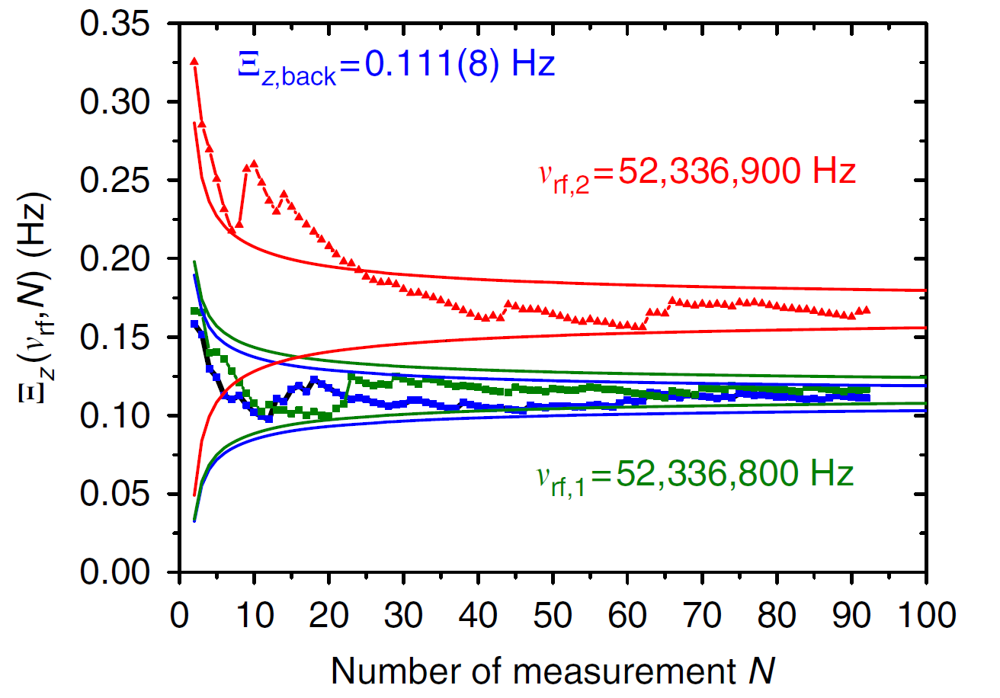 Ξz,back=0.111(8) Hz
νrf,2=52,336,900 Hz
νrf,1=52,336,800 Hz
Ξz(νrf,N) (Hz)
0.35
0.30
0.25
0.20
0.15
0.10
0.05
0.00
0 10 20 30 40 50 60 70 80 90 100
Number of measurement N